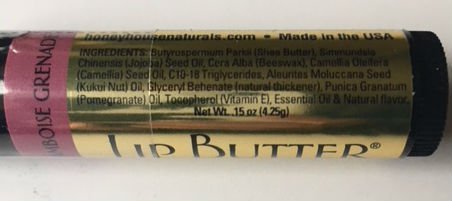 honeyhousenaturals.com • Made in the USA
INGREDIENTS: Butyrospermum Parkii (Shea Butter), Simmondsia
Chinensis (Jojoba) Seed Oil, Cera Alba (Beeswax), Camellia Oleifera
(Camellia) Seed Oil, C10-18 Triglycerides, Aleurites Moluccana Seed
(Kukui Nut) Oil, Glyceryl Behenate (natural thickener), Punica Granatum
(Pomegranate) Oil, Tocopherol (Vitamin E), Essential Oil & Natural flavor.
Net Wt. .15 oz (4.25g)
LIP BUTTER®
MBOISE GRENADE